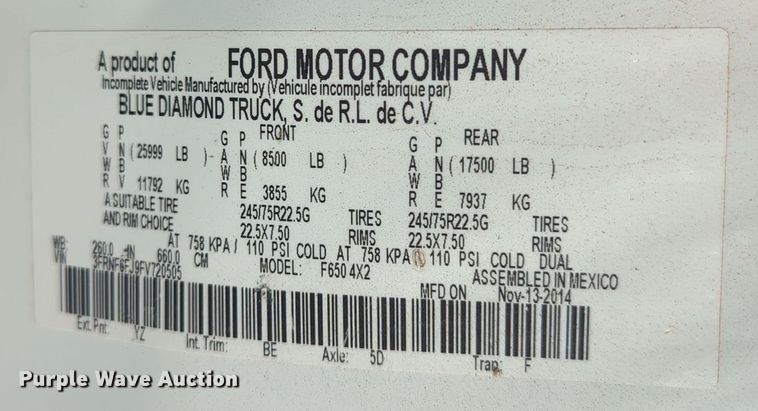 A product of FORD MOTOR COMPANY
Incomplete Vehicle Manufactured by (Vehicule incomplet fabrique par)
BLUE DIAMOND TRUCK, S. de R.L. de C.V.
G P G P FRONT G P REAR
V N (25999 LB) - A N (8500 LB) A N (17500 LB)
W B W B W B
R V 11792 KG R E 3855 KG R E 7937 KG
A SUITABLE TIRE 245/75R22.5G TIRES 245/75R22.5G TIRES
AND RIM CHOICE 22.5X7.50 RIMS 22.5X7.50 RIMS
AT 758 KPA / 110 PSI COLD AT 758 KPA / 110 PSI COLD DUAL
WB: 260.0 -IN 660.0 CM MODEL: F650 4X2 ASSEMBLED IN MEXICO
VIN 3FRNF6FJ9FV720505 MFD ON Nov-13-2014
Ext. Pnt: YZ Int. Trim: BE Axle: 5D Tran: F
Purple Wave Auction